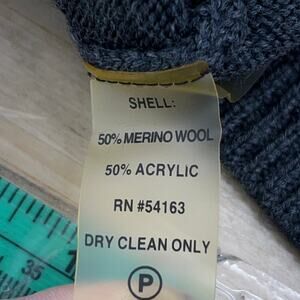 SHELL:
50% MERINO WOOL
50% ACRYLIC
RN #54163
DRY CLEAN ONLY
P
35